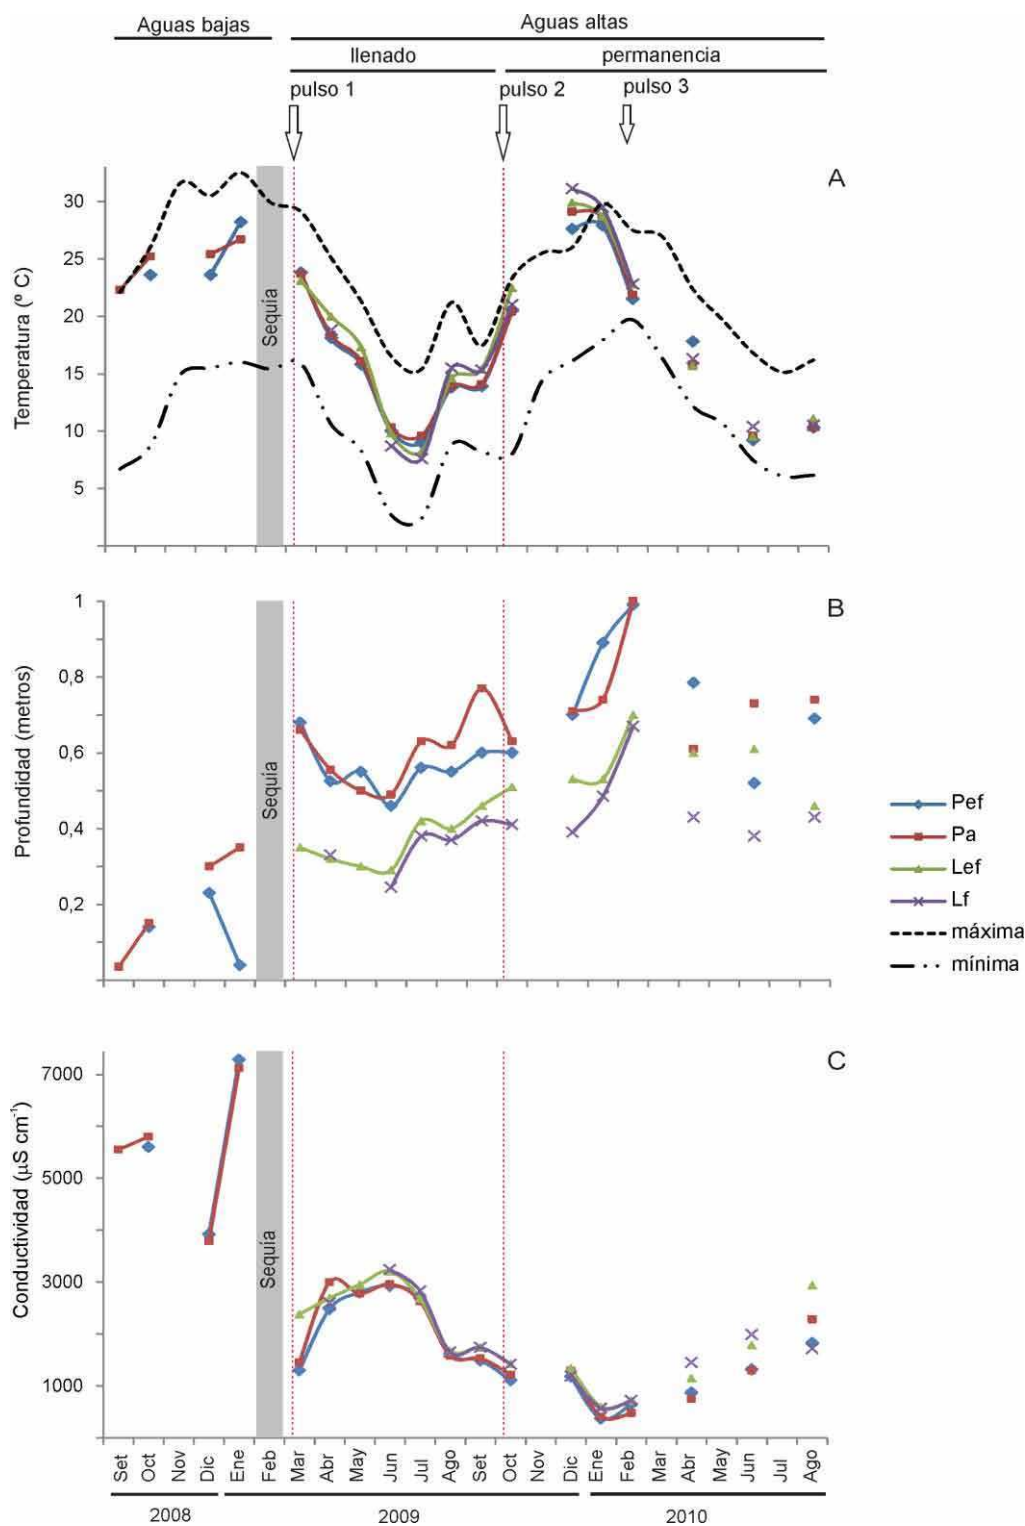 Aguas bajas
Aguas altas
llenado
permanencia
pulso 1
pulso 2
pulso 3
A
Temperatura (º C)
30
25
20
15
10
5
Sequía
B
Profundidad (metros)
1
0,8
0,6
0,4
0,2
Sequía
Pef
Pa
Lef
Lf
máxima
mínima
C
Conductividad (µS cm⁻¹)
7000
5000
3000
1000
Sequía
Set Oct Nov Dic Ene Feb Mar Abr May Jun Jul Ago Set Oct Nov Dic Ene Feb Mar Abr May Jun Jul Ago
2008 2009 2010